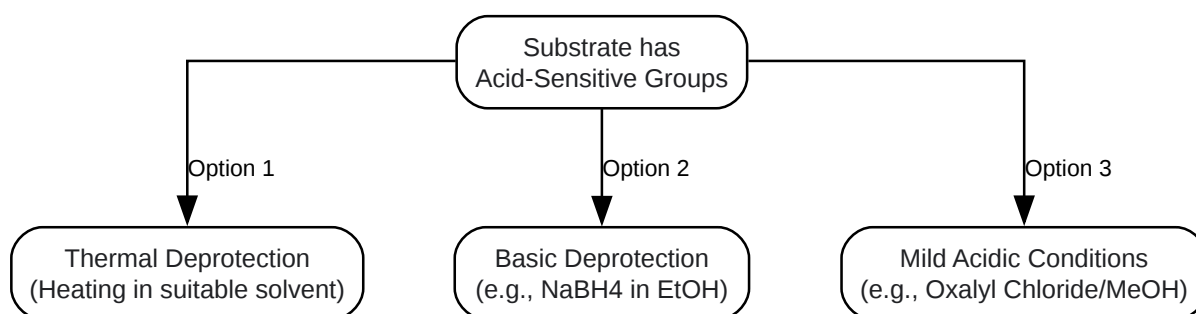 Substrate has
Acid-Sensitive Groups
Option 1
Option 2
Option 3
Thermal Deprotection
(Heating in suitable solvent)
Basic Deprotection
(e.g., NaBH4 in EtOH)
Mild Acidic Conditions
(e.g., Oxalyl Chloride/MeOH)